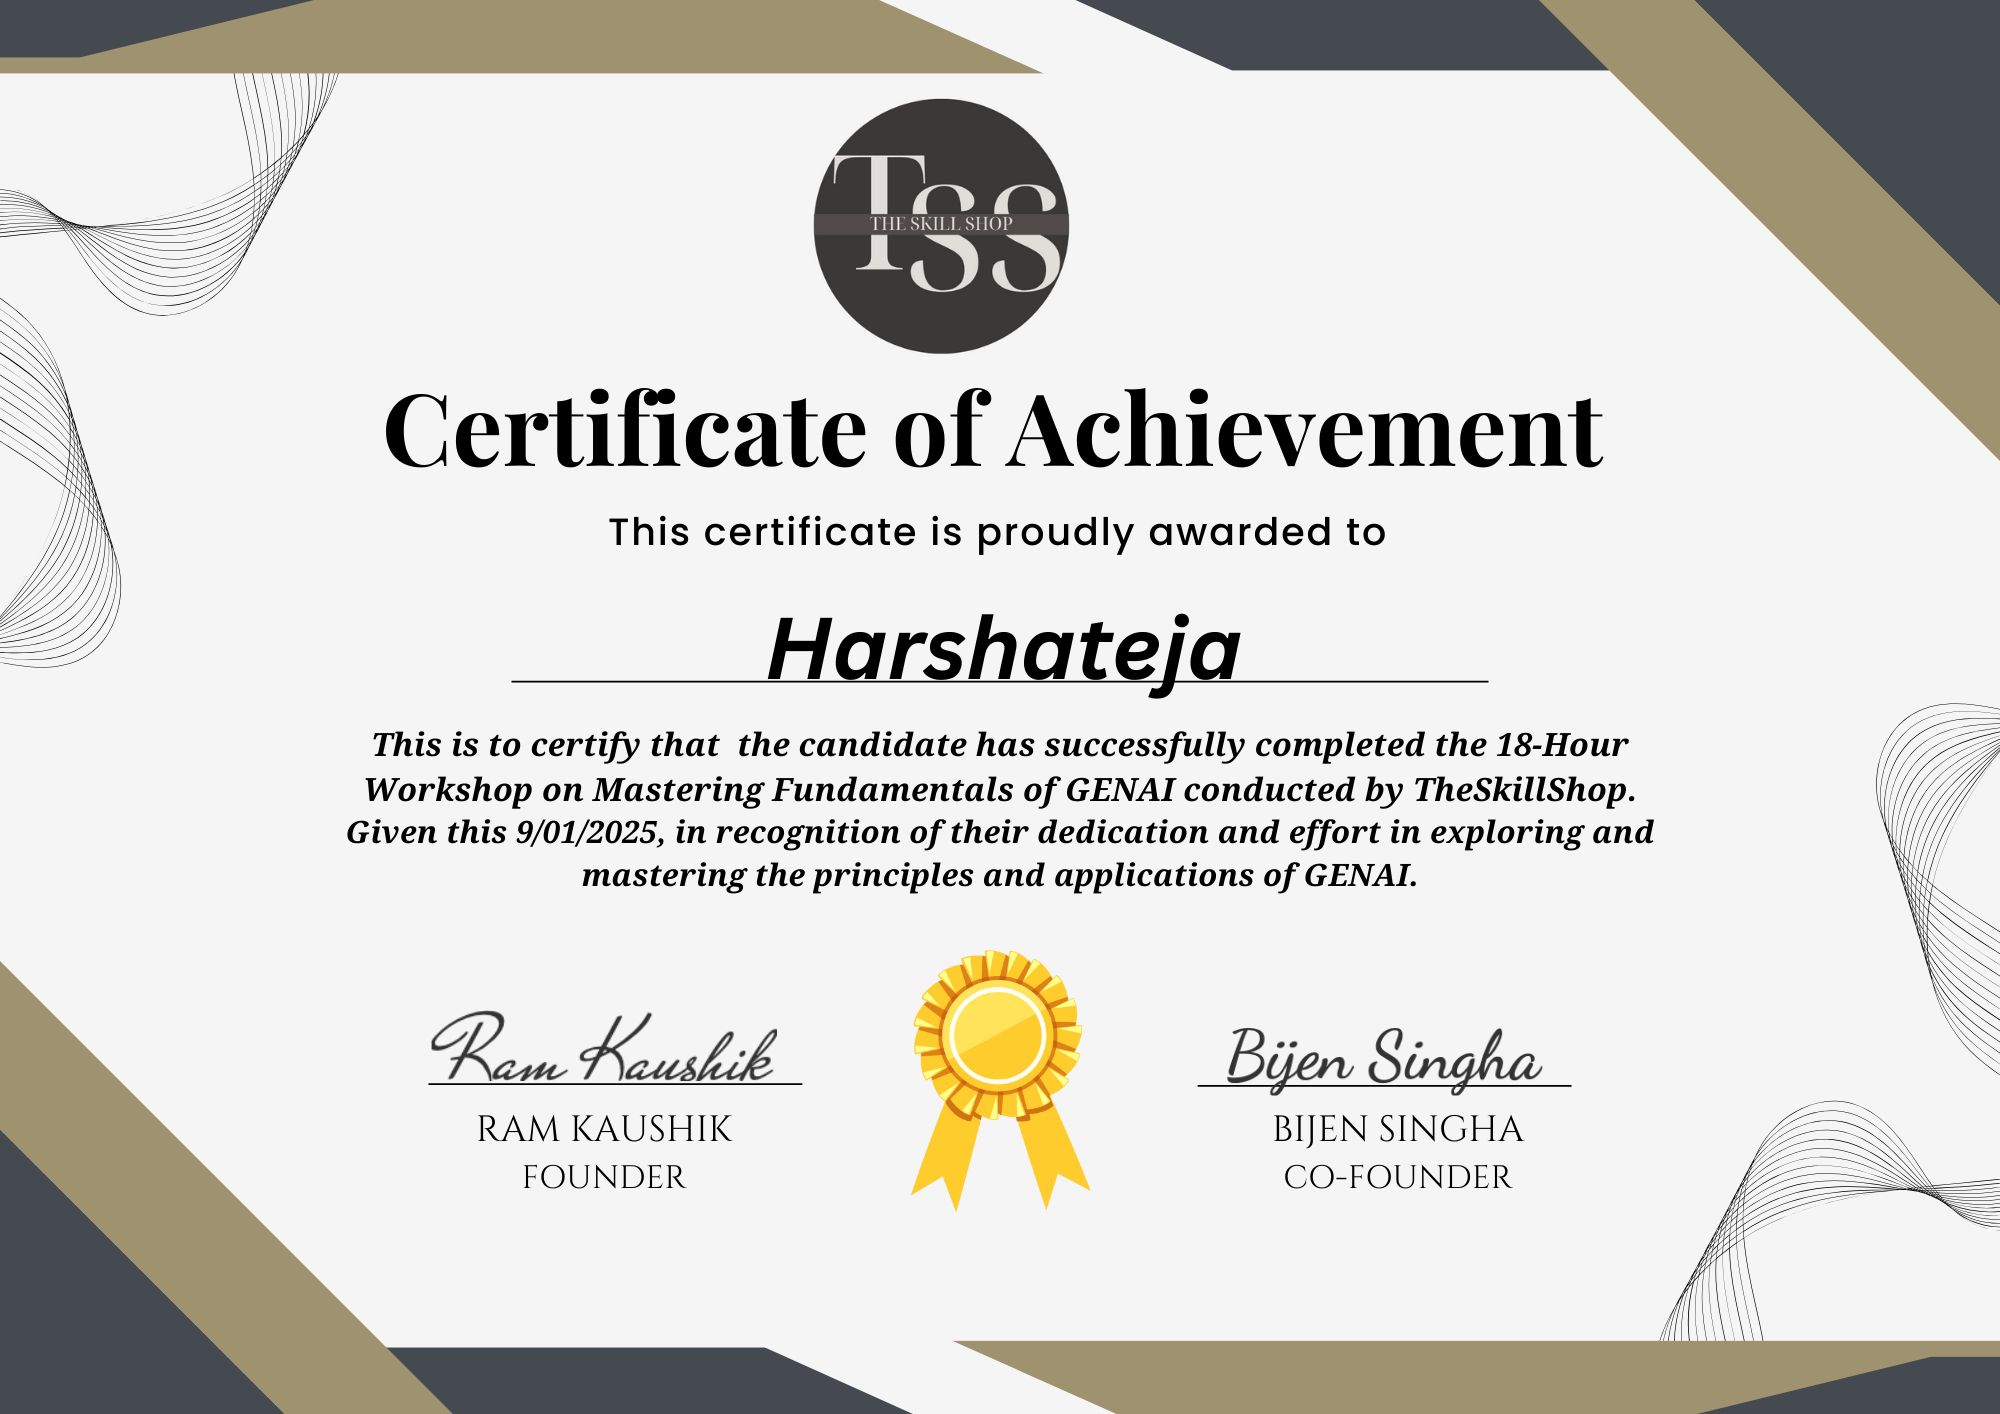 TSS
THE SKILL SHOP
Certificate of Achievement
This certificate is proudly awarded to
Harshateja
This is to certify that  the candidate has successfully completed the 18-Hour
Workshop on Mastering Fundamentals of GENAI conducted by TheSkillShop.
Given this 9/01/2025, in recognition of their dedication and effort in exploring and
mastering the principles and applications of GENAI.
Ram Kaushik
RAM KAUSHIK
FOUNDER
Bijen Singha
BIJEN SINGHA
CO-FOUNDER